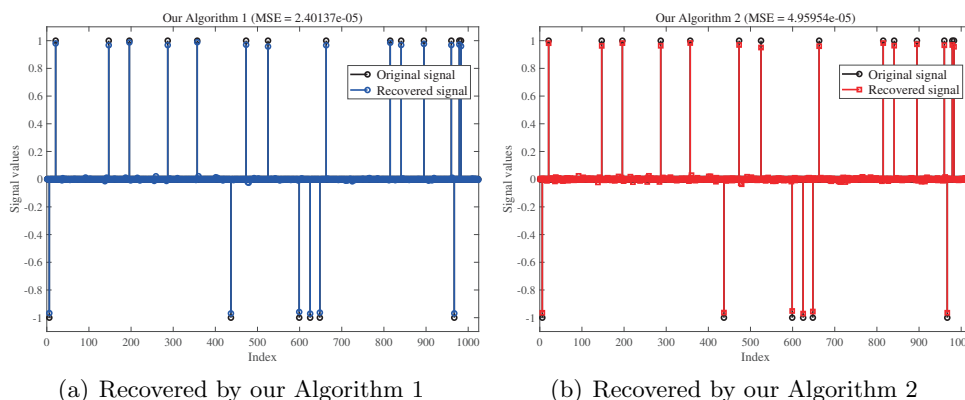 Our Algorithm 1 (MSE = 2.40137e-05)
1
0.8
0.6
0.4
0.2
0
-0.2
-0.4
-0.6
-0.8
-1
Signal values
Original signal
Recovered signal
0 100 200 300 400 500 600 700 800 900 1000
Index
(a) Recovered by our Algorithm 1
Our Algorithm 2 (MSE = 4.95954e-05)
1
0.8
0.6
0.4
0.2
0
-0.2
-0.4
-0.6
-0.8
-1
Signal values
Original signal
Recovered signal
0 100 200 300 400 500 600 700 800 900
Index
(b) Recovered by our Algorithm 2